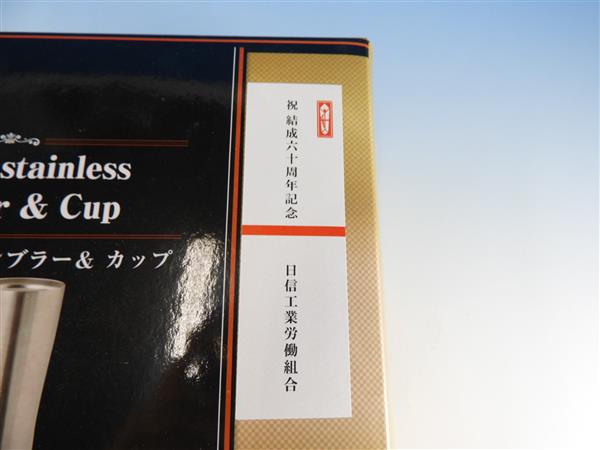 stainless
r & Cup
ンブラー& カップ
祝 結成六十周年記念
日信工業労働組合